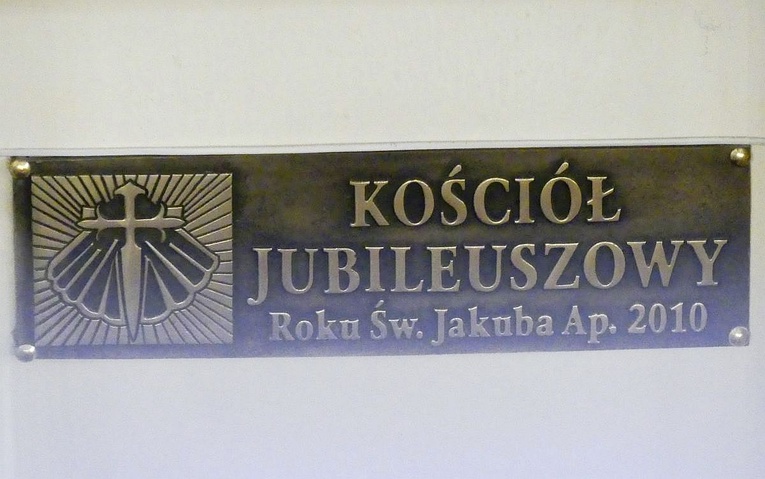 KOŚCIÓŁ
JUBILEUSZOWY
Roku Św. Jakuba Ap. 2010